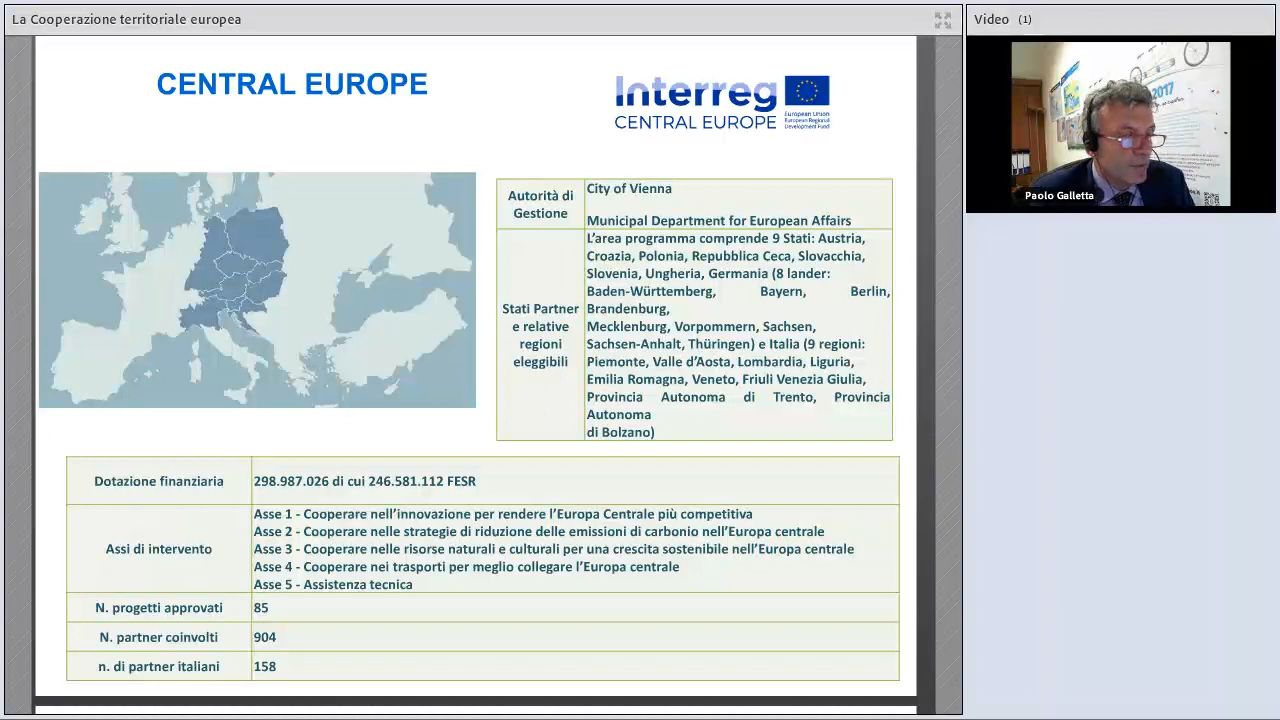 La Cooperazione territoriale europea
Video (1)
CENTRAL EUROPE
Interreg
CENTRAL EUROPE
European Union
European Regional
Development Fund
2017
Paolo Galletta
Autorità di
Gestione
City of Vienna
Municipal Department for European Affairs
Stati Partner
e relative
regioni
eleggibili
L’area programma comprende 9 Stati: Austria,
Croazia, Polonia, Repubblica Ceca, Slovacchia,
Slovenia, Ungheria, Germania (8 lander:
Baden-Württemberg, Bayern, Berlin,
Brandenburg,
Mecklenburg, Vorpommern, Sachsen,
Sachsen-Anhalt, Thüringen) e Italia (9 regioni:
Piemonte, Valle d’Aosta, Lombardia, Liguria,
Emilia Romagna, Veneto, Friuli Venezia Giulia,
Provincia Autonoma di Trento, Provincia
Autonoma
di Bolzano)
Dotazione finanziaria
298.987.026 di cui 246.581.112 FESR
Assi di intervento
Asse 1 - Cooperare nell’innovazione per rendere l’Europa Centrale più competitiva
Asse 2 - Cooperare nelle strategie di riduzione delle emissioni di carbonio nell’Europa centrale
Asse 3 - Cooperare nelle risorse naturali e culturali per una crescita sostenibile nell’Europa centrale
Asse 4 - Cooperare nei trasporti per meglio collegare l’Europa centrale
Asse 5 - Assistenza tecnica
N. progetti approvati
85
N. partner coinvolti
904
n. di partner italiani
158